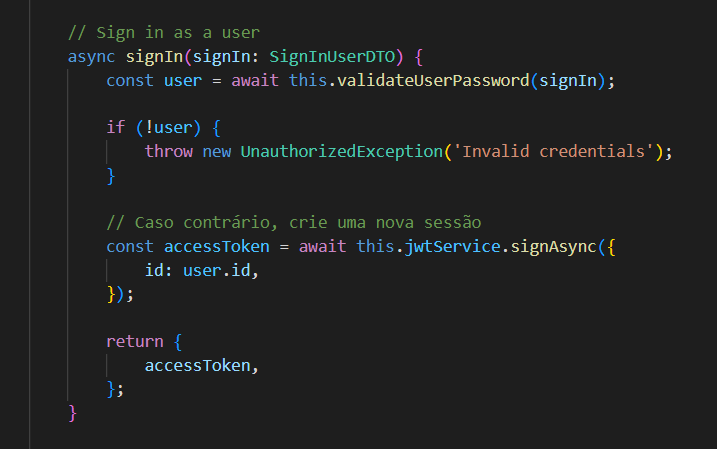 // Sign in as a user
async signIn(signIn: SignInUserDTO) {
const user = await this.validateUserPassword(signIn);
if (!user) {
throw new UnauthorizedException('Invalid credentials');
}
// Caso contrário, crie uma nova sessão
const accessToken = await this.jwtService.signAsync({
id: user.id,
});
return {
accessToken,
};
}